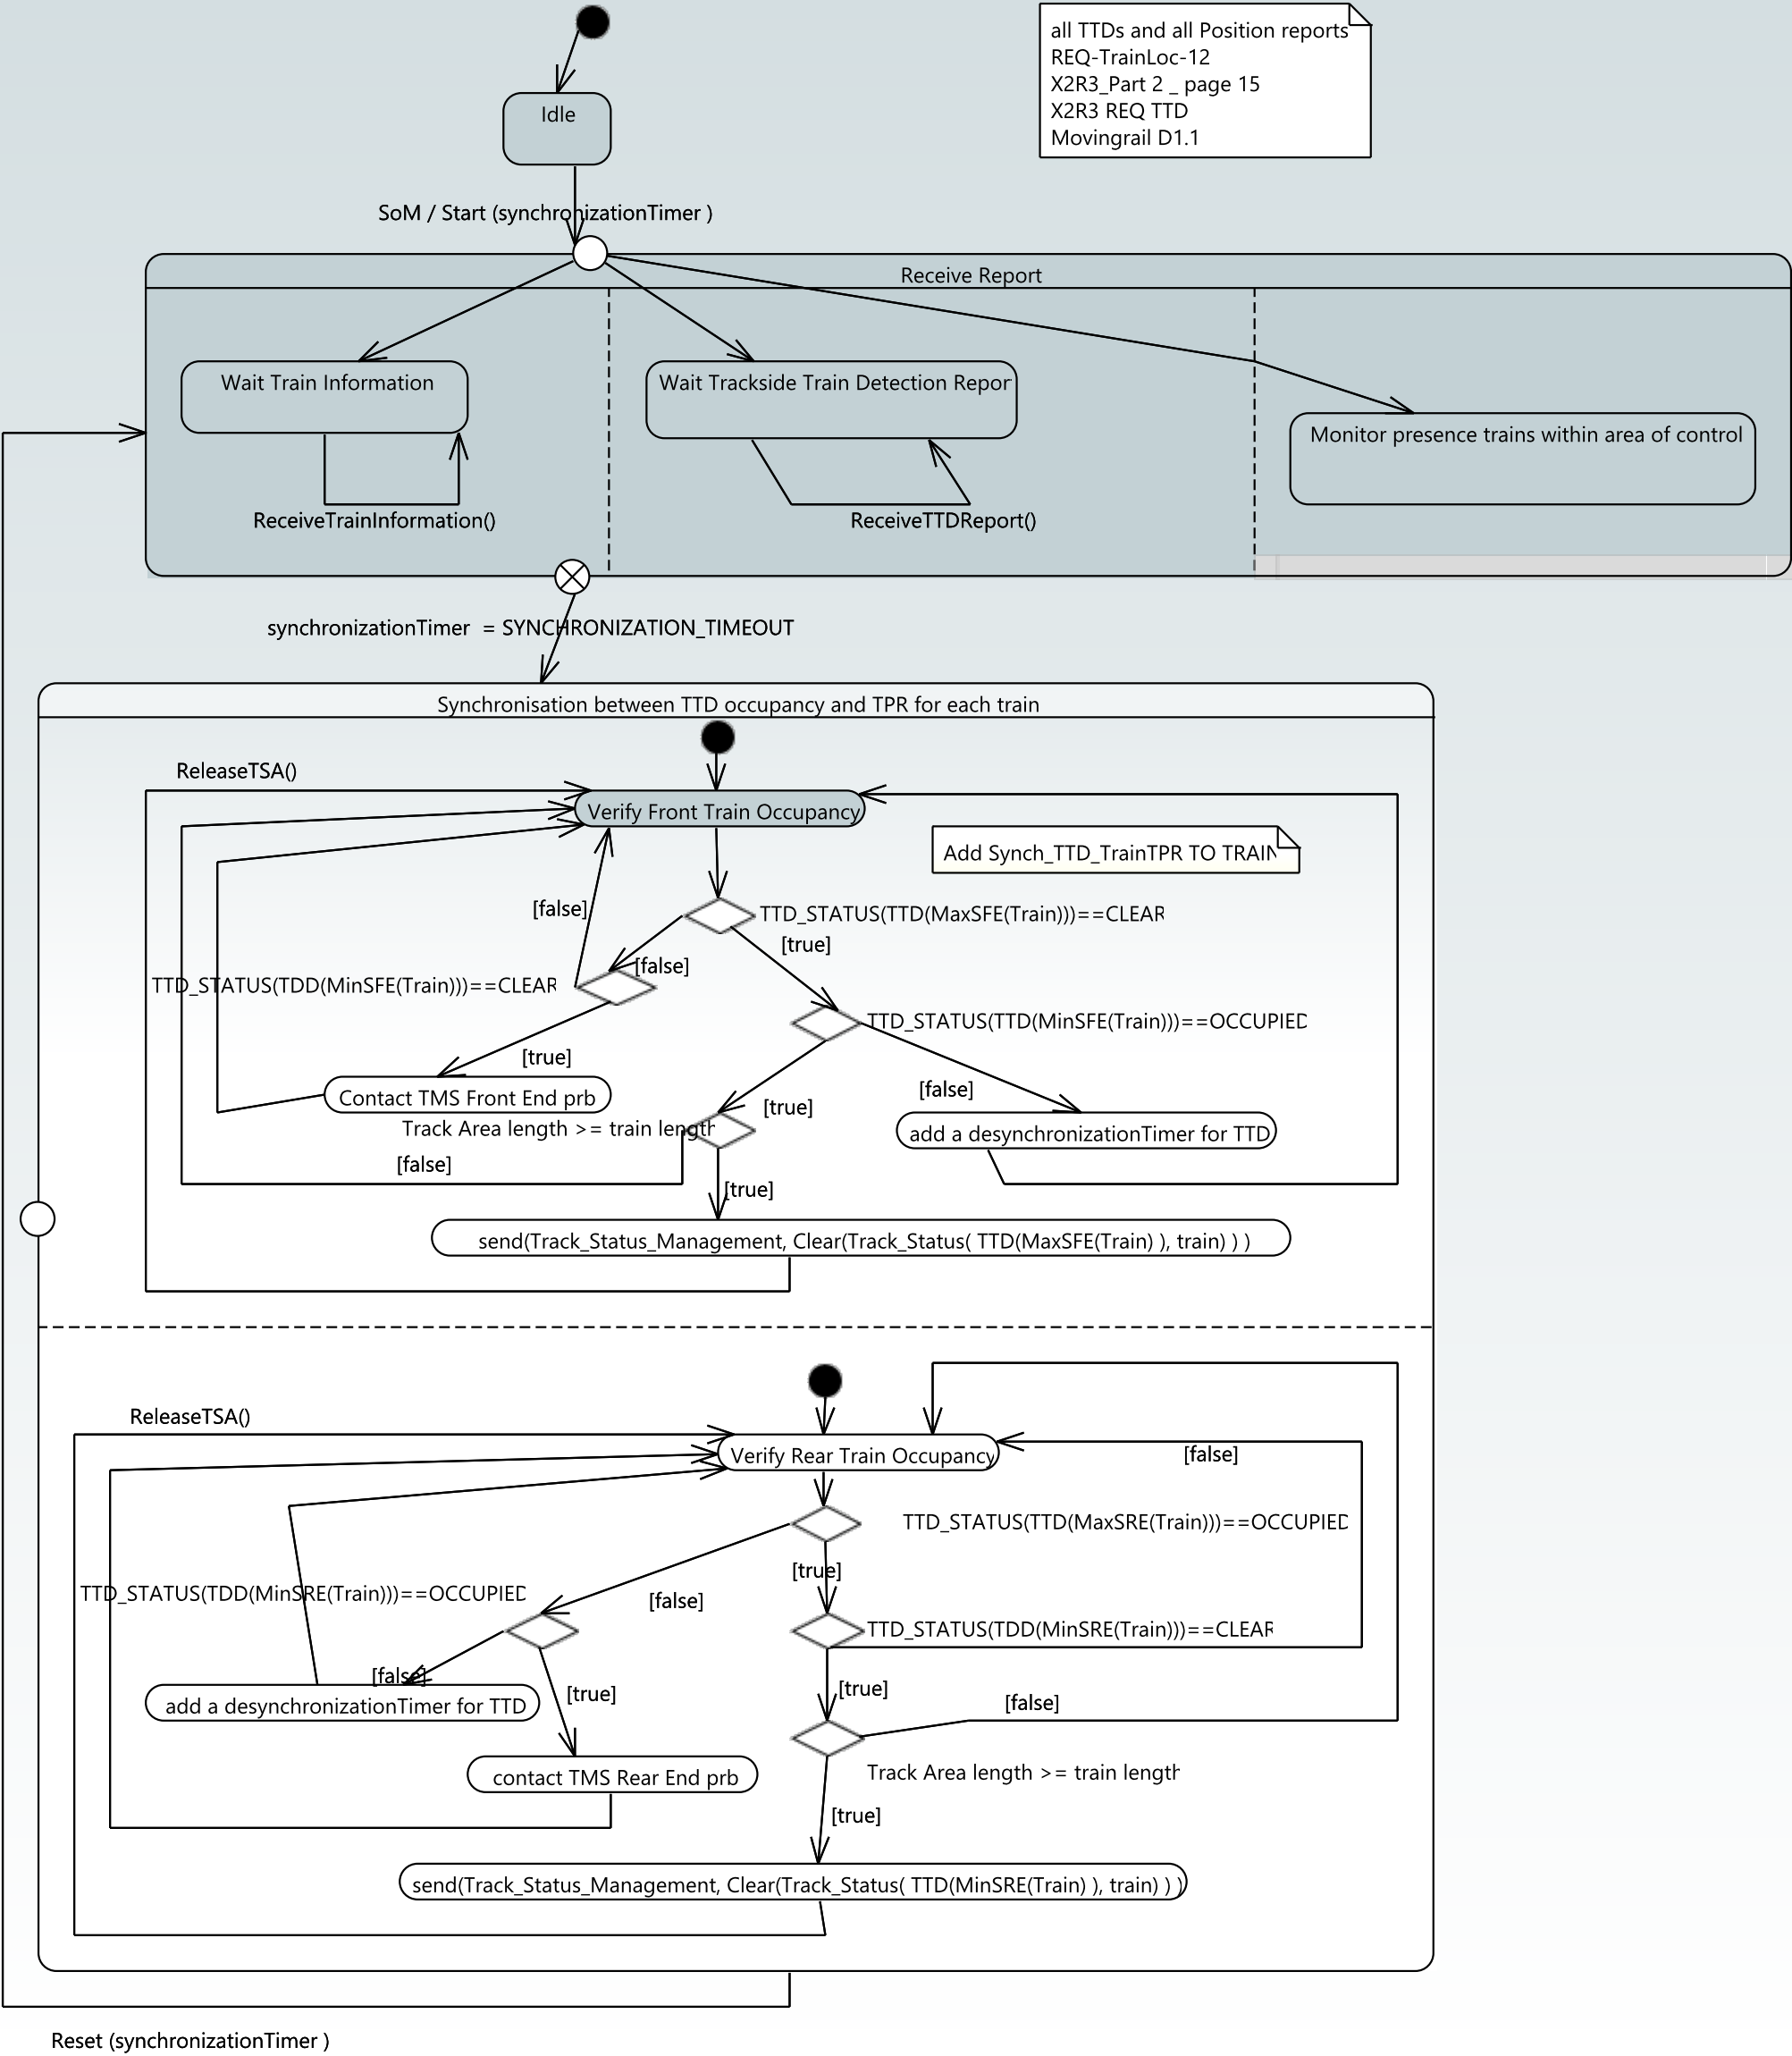 all TTDs and all Position reports
REQ-TrainLoc-12
X2R3_Part 2 _ page 15
X2R3 REQ TTD
Movingrail D1.1
Idle
SoM / Start (synchronizationTimer )
Receive Report
Wait Train Information
Wait Trackside Train Detection Repor
Monitor presence trains within area of control
ReceiveTrainInformation()
ReceiveTTDReport()
synchronizationTimer = SYNCHRONIZATION_TIMEOUT
Synchronisation between TTD occupancy and TPR for each train
ReleaseTSA()
Verify Front Train Occupancy
Add Synch_TTD_TrainTPR TO TRAIN
[false]
TTD_STATUS(TTD(MaxSFE(Train)))==CLEAR
[true]
[false]
TTD_STATUS(TDD(MinSFE(Train)))==CLEAR
TTD_STATUS(TTD(MinSFE(Train)))==OCCUPIED
[true]
[false]
Contact TMS Front End prb
[true]
Track Area length >= train length
add a desynchronizationTimer for TTD
[false]
[true]
send(Track_Status_Management, Clear(Track_Status( TTD(MaxSFE(Train) ), train) ) )
ReleaseTSA()
Verify Rear Train Occupancy
[false]
TTD_STATUS(TTD(MaxSRE(Train)))==OCCUPIED
[true]
TTD_STATUS(TDD(MinSRE(Train)))==OCCUPIED
[false]
TTD_STATUS(TDD(MinSRE(Train)))==CLEAR
[false]
[true]
[true]
[false]
add a desynchronizationTimer for TTD
contact TMS Rear End prb
Track Area length >= train length
[true]
send(Track_Status_Management, Clear(Track_Status( TTD(MinSRE(Train) ), train) ) )
Reset (synchronizationTimer )